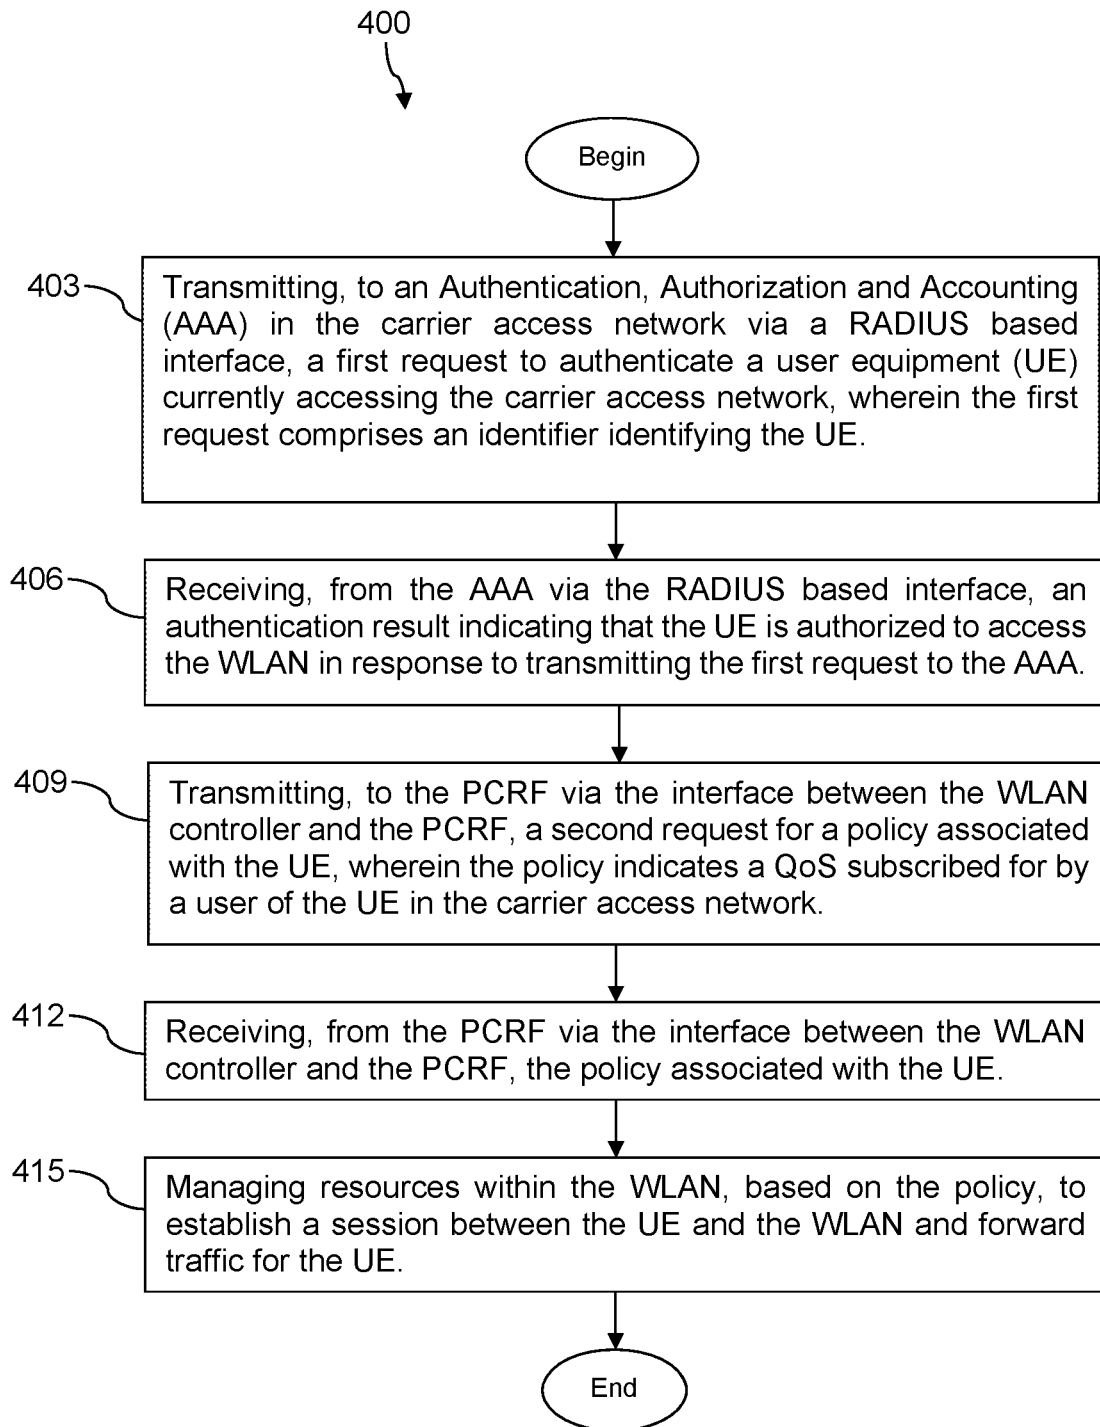 400
Begin
403
Transmitting, to an Authentication, Authorization and Accounting
(AAA) in the carrier access network via a RADIUS based
interface, a first request to authenticate a user equipment (UE)
currently accessing the carrier access network, wherein the first
request comprises an identifier identifying the UE.
406
Receiving, from the AAA via the RADIUS based interface, an
authentication result indicating that the UE is authorized to access
the WLAN in response to transmitting the first request to the AAA.
409
Transmitting, to the PCRF via the interface between the WLAN
controller and the PCRF, a second request for a policy associated
with the UE, wherein the policy indicates a QoS subscribed for by
a user of the UE in the carrier access network.
412
Receiving, from the PCRF via the interface between the WLAN
controller and the PCRF, the policy associated with the UE.
415
Managing resources within the WLAN, based on the policy, to
establish a session between the UE and the WLAN and forward
traffic for the UE.
End